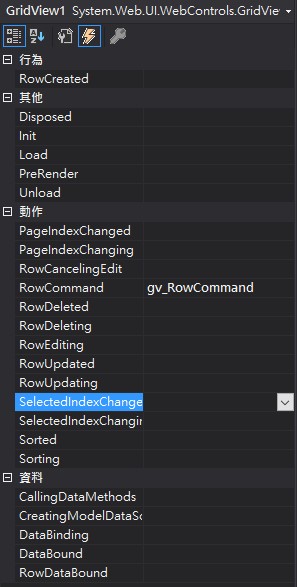 GridView1 System.Web.UI.WebControls.GridVie
行為
RowCreated
其他
Disposed
Init
Load
PreRender
Unload
動作
PageIndexChanged
PageIndexChanging
RowCancelingEdit
RowCommand gv_RowCommand
RowDeleted
RowDeleting
RowEditing
RowUpdated
RowUpdating
SelectedIndexChange
SelectedIndexChangin
Sorted
Sorting
資料
CallingDataMethods
CreatingModelDataSo
DataBinding
DataBound
RowDataBound